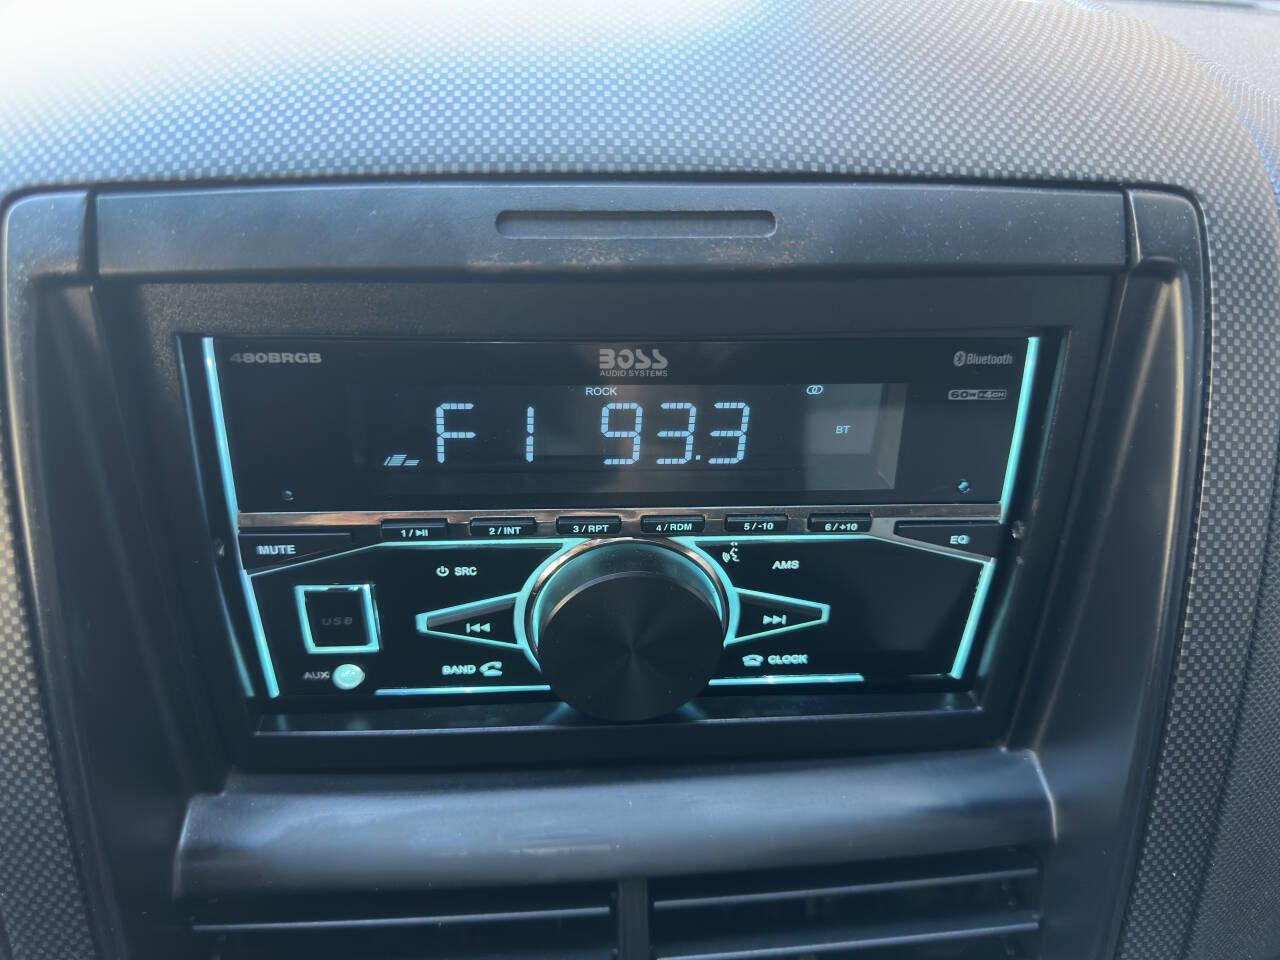 480BRGB
BOSS
AUDIO SYSTEMS
Bluetooth
60W×4CH
ROCK
F1 93.3
BT
1 / ⏯
2 / INT
3 / RPT
4 / RDM
5 / -10
6 / +10
MUTE
EQ
SRC
AMS
USB
AUX
BAND
CLOCK